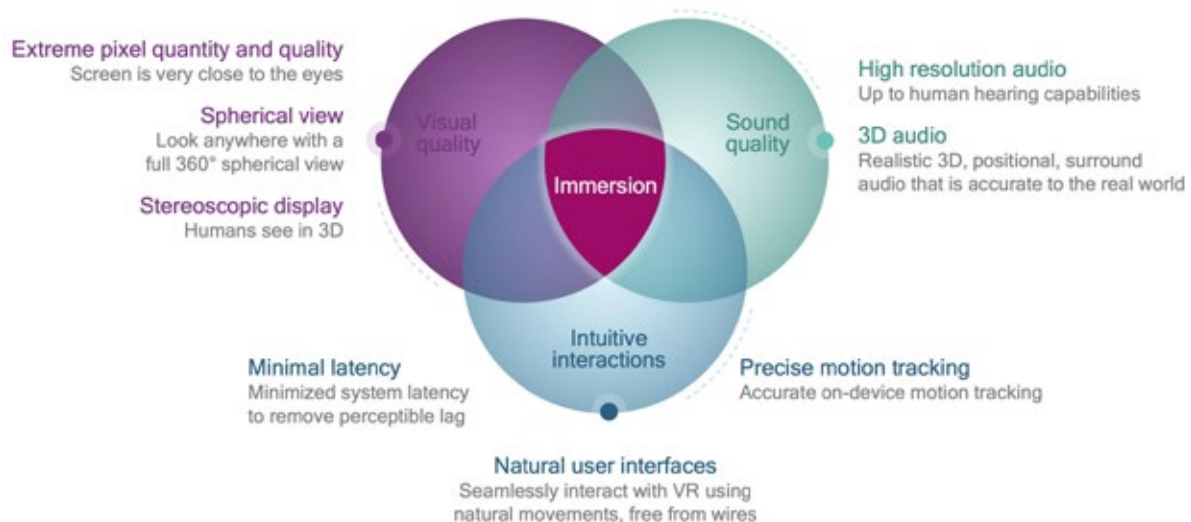 Extreme pixel quantity and quality
Screen is very close to the eyes
Spherical view
Look anywhere with a
full 360° spherical view
Stereoscopic display
Humans see in 3D
Visual
quality
Immersion
Sound
quality
High resolution audio
Up to human hearing capabilities
3D audio
Realistic 3D, positional, surround
audio that is accurate to the real world
Intuitive
interactions
Minimal latency
Minimized system latency
to remove perceptible lag
Precise motion tracking
Accurate on-device motion tracking
Natural user interfaces
Seamlessly interact with VR using
natural movements, free from wires